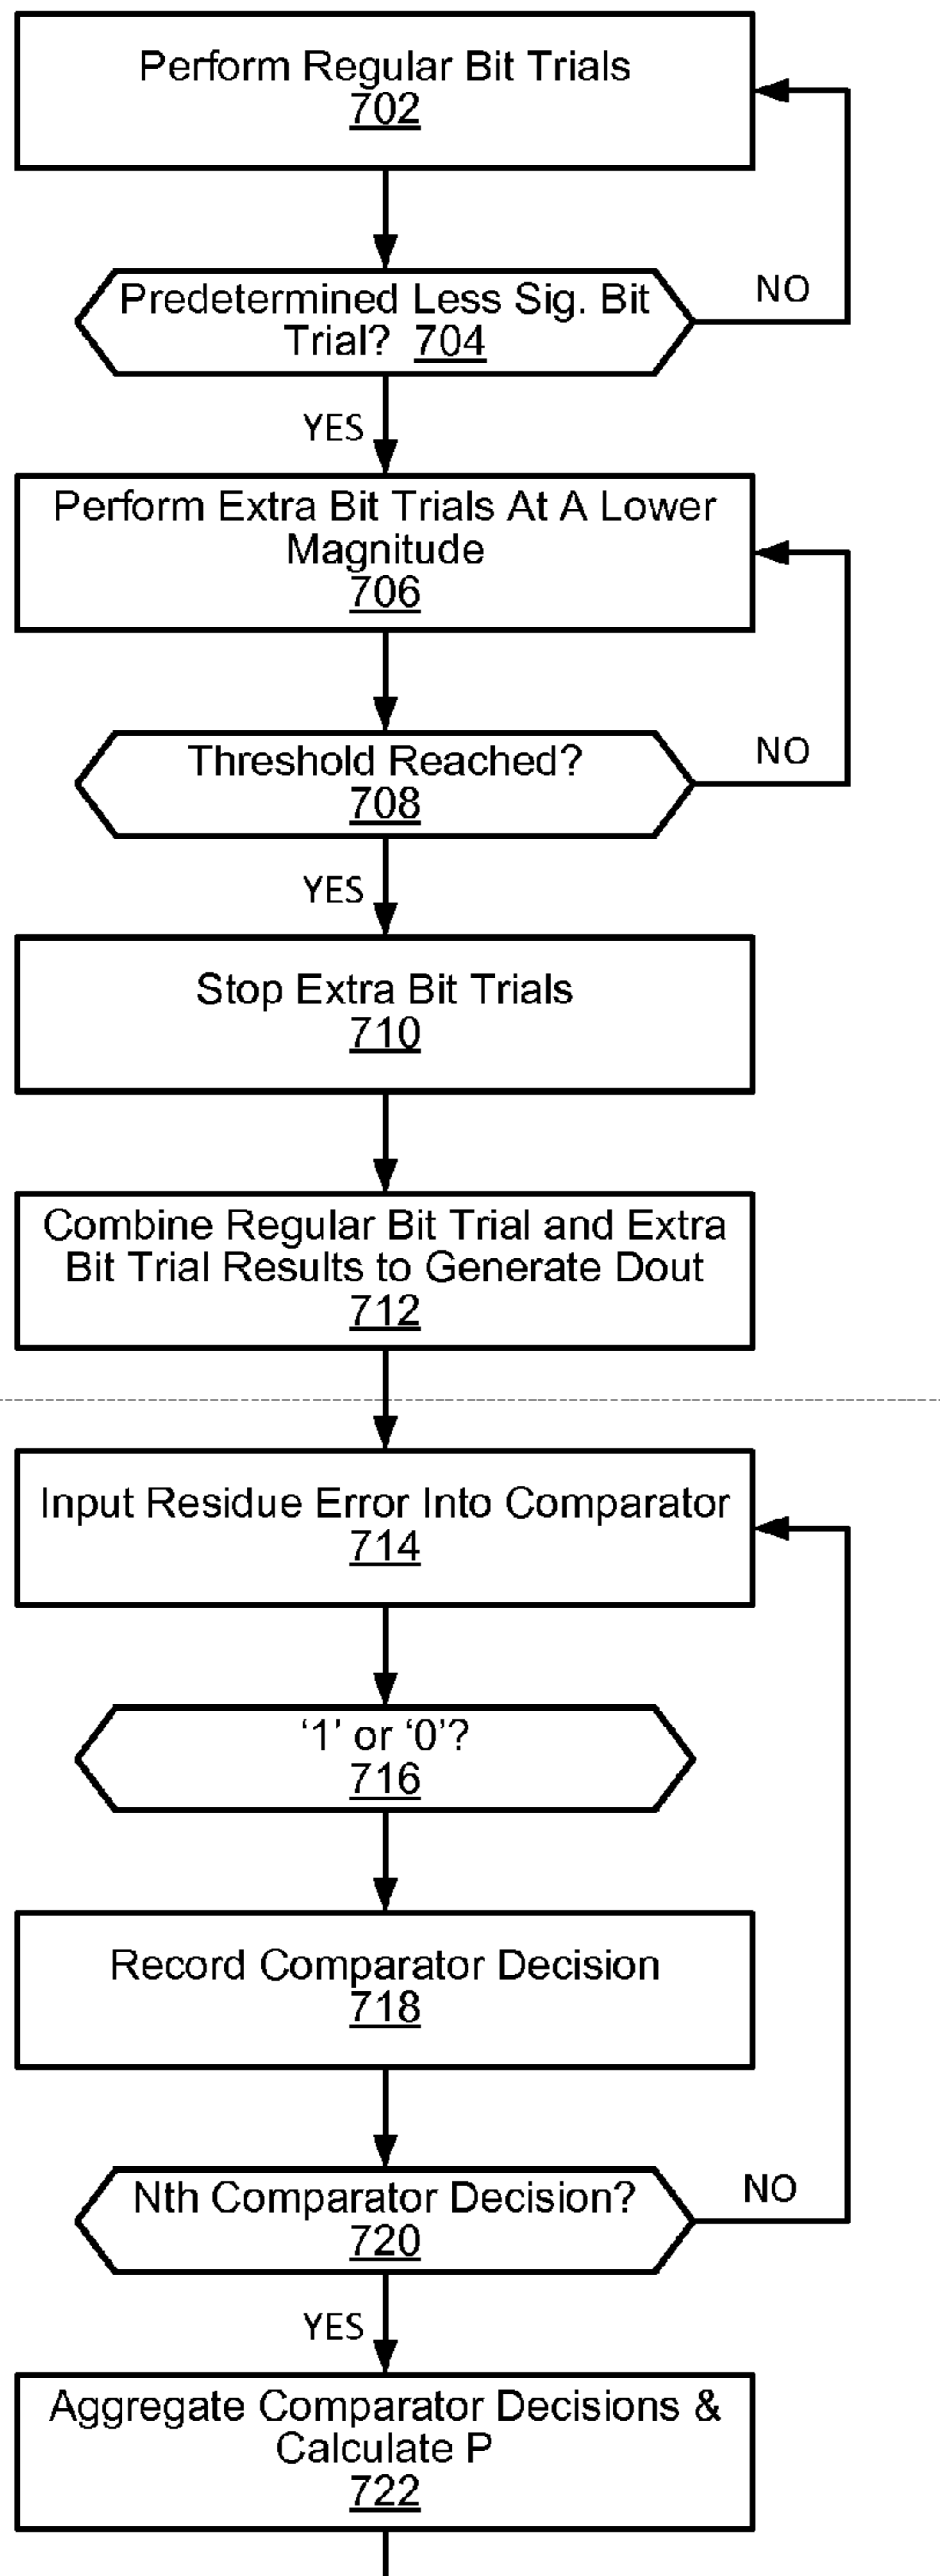 Perform Regular Bit Trials
702
Predetermined Less Sig. Bit
Trial? 704
NO
YES
Perform Extra Bit Trials At A Lower
Magnitude
706
Threshold Reached?
708
NO
YES
Stop Extra Bit Trials
710
Combine Regular Bit Trial and Extra
Bit Trial Results to Generate Dout
712
Input Residue Error Into Comparator
714
‘1’ or ‘0’?
716
Record Comparator Decision
718
Nth Comparator Decision?
720
NO
YES
Aggregate Comparator Decisions &
Calculate P
722